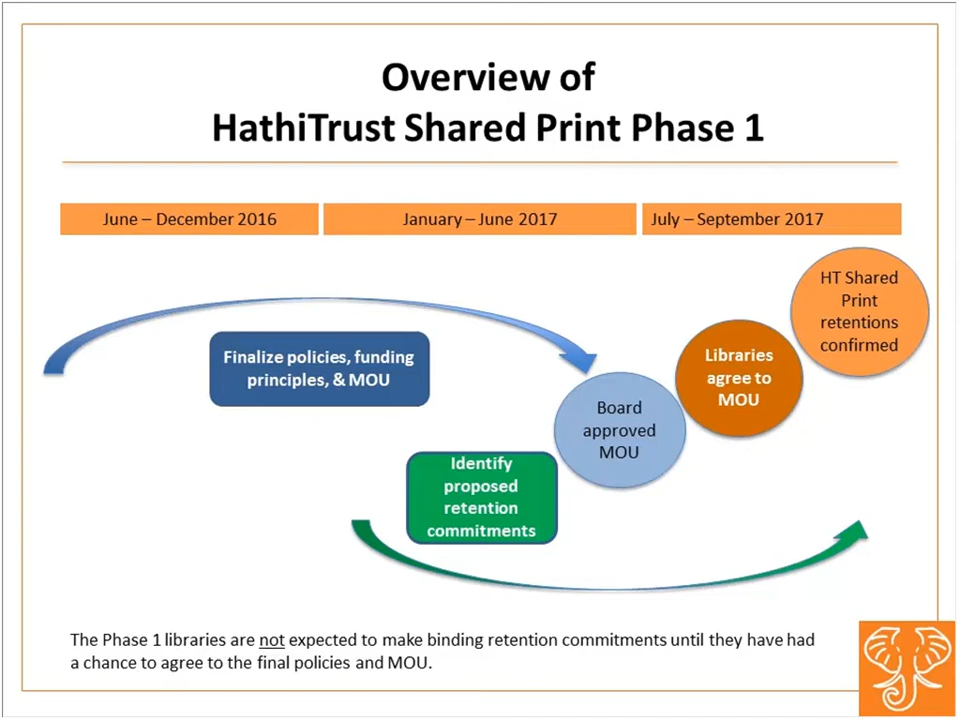 Overview of
HathiTrust Shared Print Phase 1
June – December 2016
January – June 2017
July – September 2017
HT Shared
Print
retentions
confirmed
Finalize policies, funding
principles, & MOU
Libraries
agree to
MOU
Board
approved
MOU
Identify
proposed
retention
commitments
The Phase 1 libraries are not expected to make binding retention commitments until they have had
a chance to agree to the final policies and MOU.